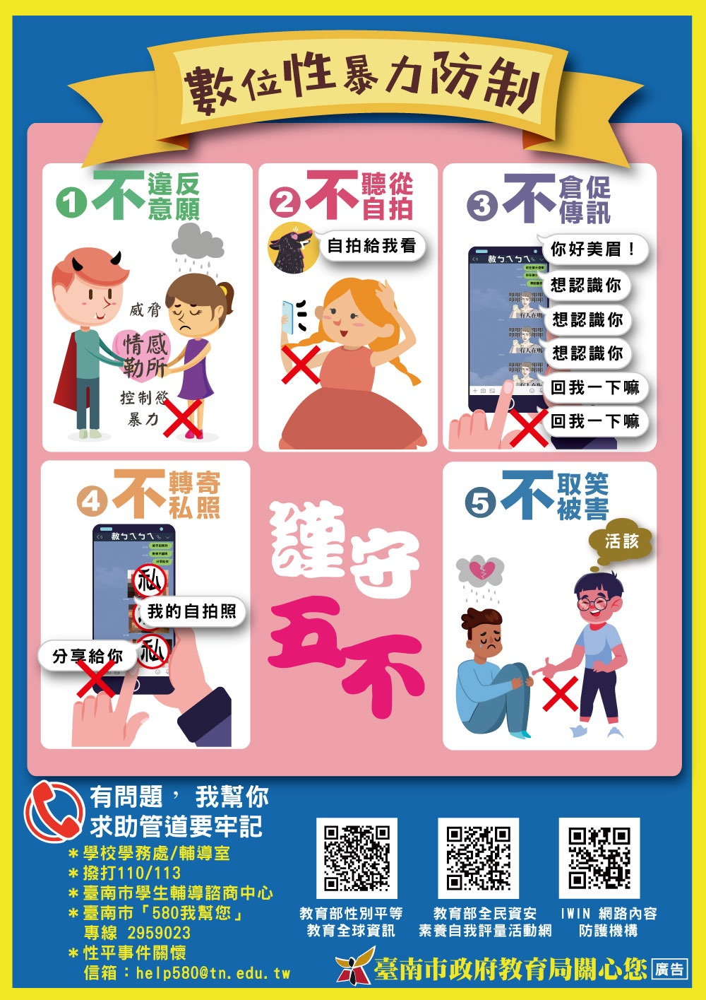 數位性暴力防制
1不違反意願
威脅
情感
勒所
控制慾
暴力
2不聽從自拍
自拍給我看
3不倉促傳訊
赦ㄅㄟㄅㄟ
你好美眉！
想認識你
想認識你
想認識你
回我一下嘛
回我一下嘛
有人在嗎
有人在嗎
4不轉寄私照
赦ㄅㄟㄅㄟ
私
我的自拍照
分享給你
私
謹守
五不
5不取笑被害
活該
有問題，我幫你
求助管道要牢記
＊學校學務處/輔導室
＊撥打110/113
＊臺南市學生輔導諮商中心
＊臺南市「580我幫您」
專線 2959023
＊性平事件關懷
信箱：help580@tn.edu.tw
教育部性別平等
教育全球資訊
教育部全民資安
素養自我評量活動網
IWIN 網路內容
防護機構
臺南市政府教育局關心您 廣告